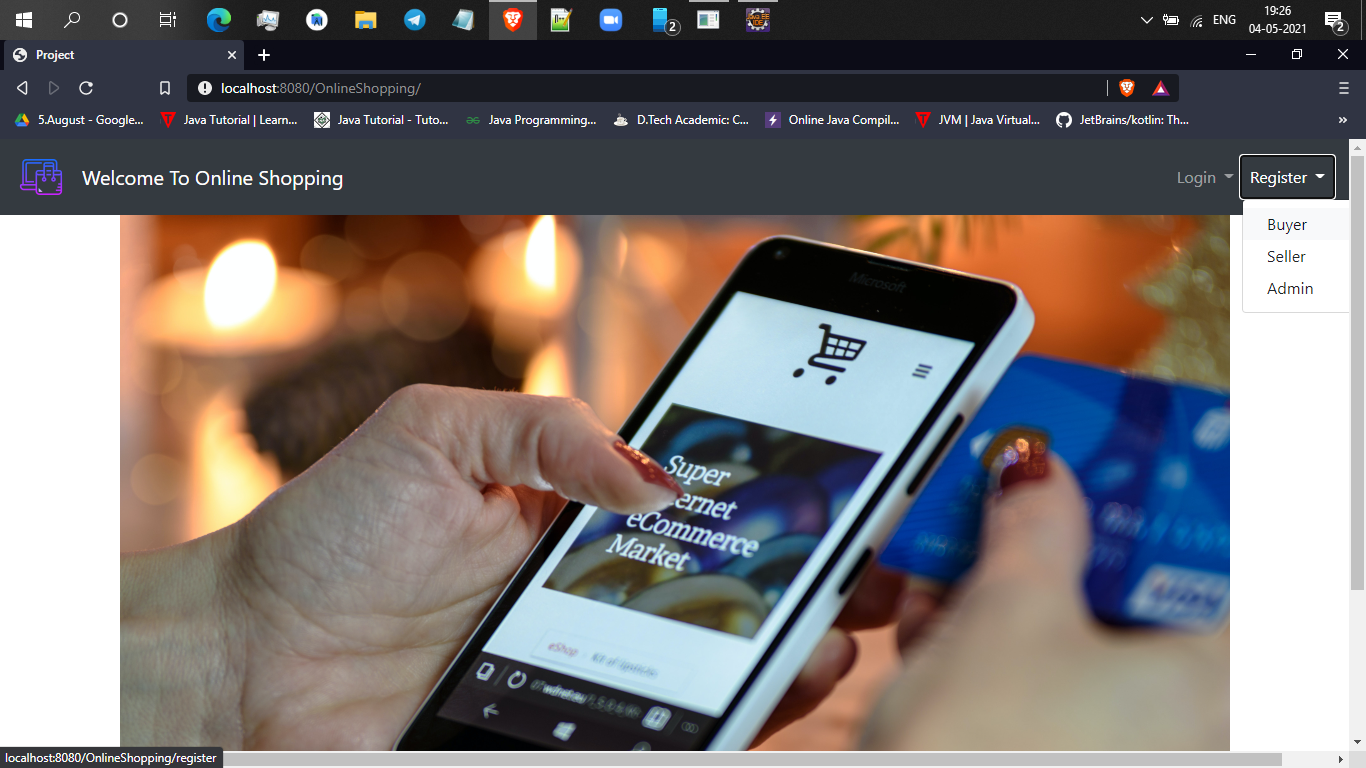 19:26
ENG
04-05-2021
2
2
Project
localhost:8080/OnlineShopping/
5.August - Google...
Java Tutorial | Learn...
Java Tutorial - Tuto...
Java Programming...
D.Tech Academic: C...
Online Java Compil...
JVM | Java Virtual...
JetBrains/kotlin: Th...
Welcome To Online Shopping
Login
Register
Buyer
Seller
Admin
Microsoft
Super
ernet
eCommerce
Market
eShop
localhost:8080/OnlineShopping/register